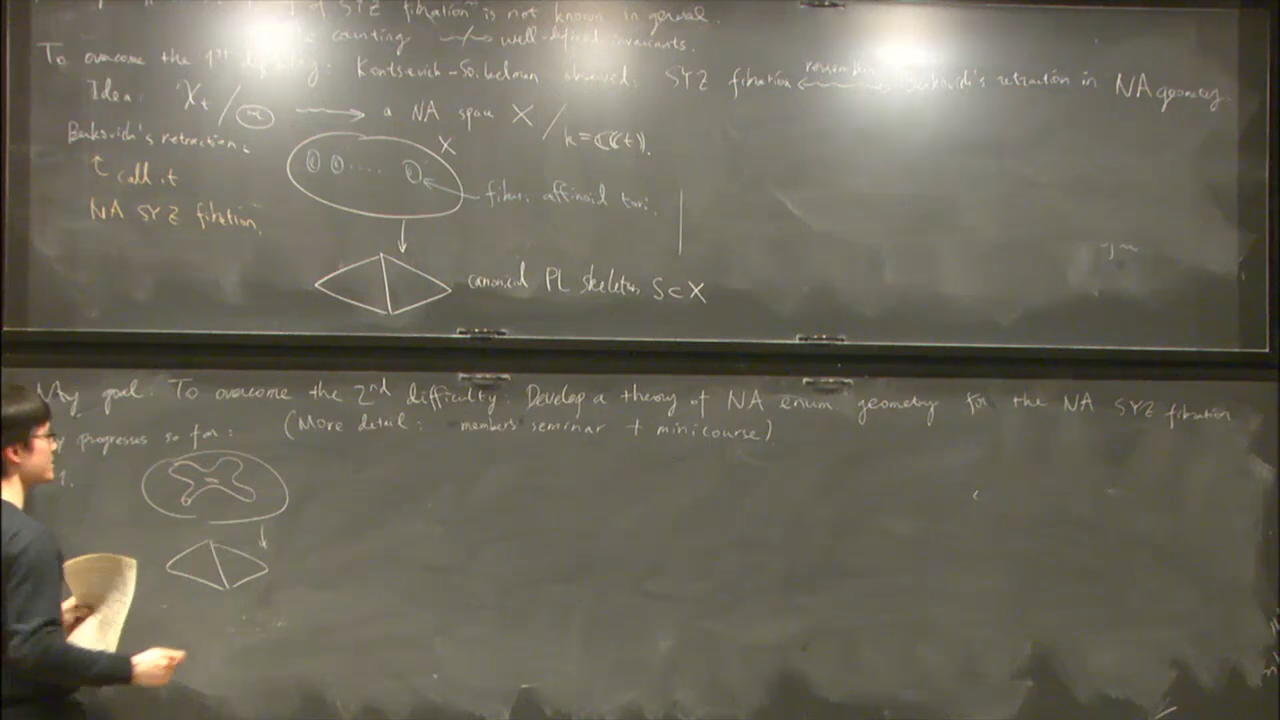 of SYZ fibration is not known in general.
counting ⇝ well-defined invariants.
To overcome the 1st difficulty: Kontsevich-Soibelman observed: SYZ fibration ⟷ Berkovich's retraction in NA geometry.
Idea: X_t / ⟶ a NA space X / k = ℂ((t)).
Berkovich's retraction.
X
↑ call it
fibers: affinoid tori.
NA SYZ fibration.
canonical PL skeleton S⊂X
My goal: To overcome the 2nd difficulty: Develop a theory of NA enum. geometry for the NA SYZ fibration
progresses so far: (More detail: members' seminar + minicourse)
1.